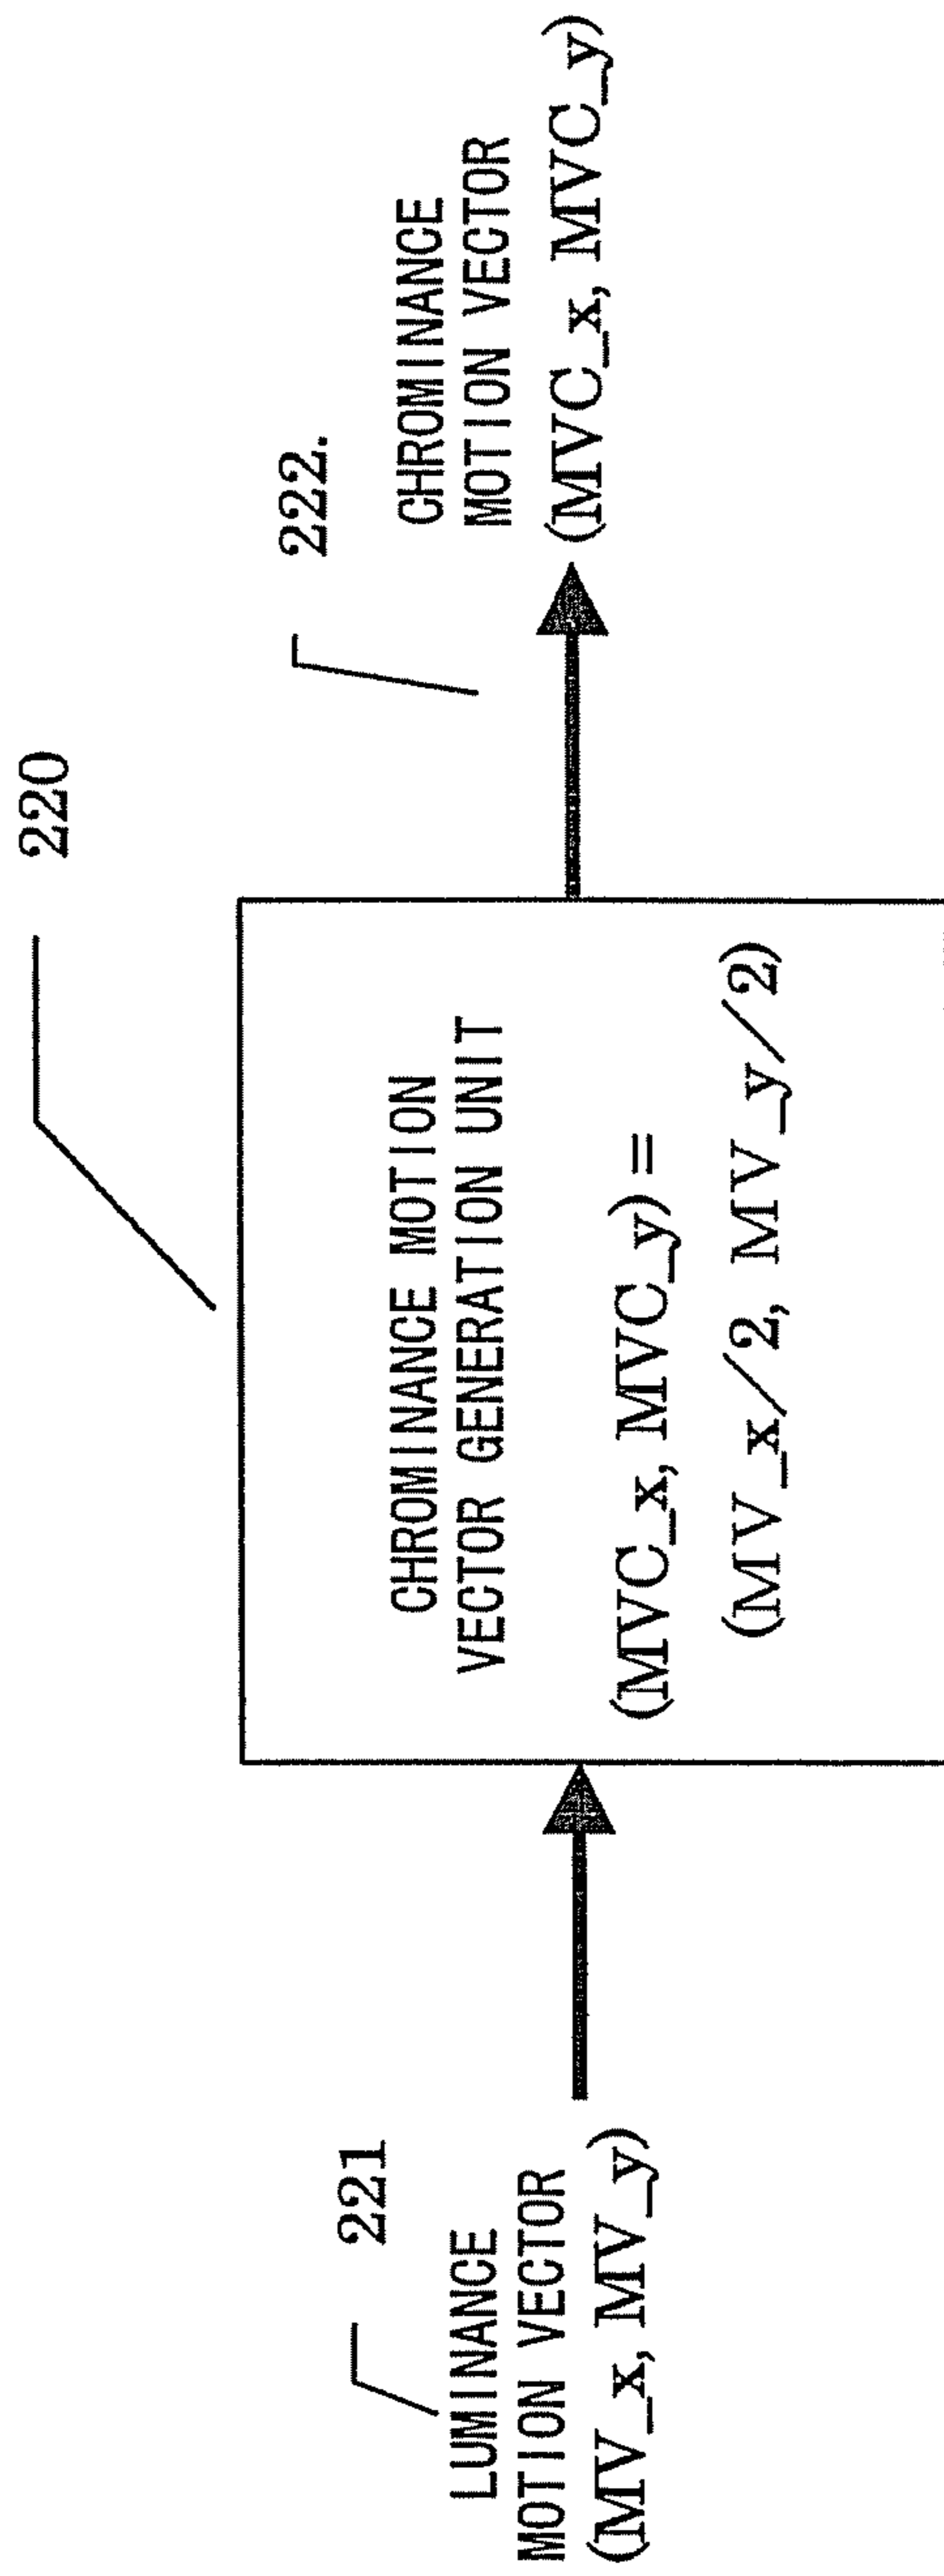 220
221
LUMINANCE
MOTION VECTOR
(MV_x, MV_y)
CHROMINANCE MOTION
VECTOR GENERATION UNIT
(MVC_x, MVC_y)=
(MV_x/2, MV_y/2)
222.
CHROMINANCE
MOTION VECTOR
(MVC_x, MVC_y)